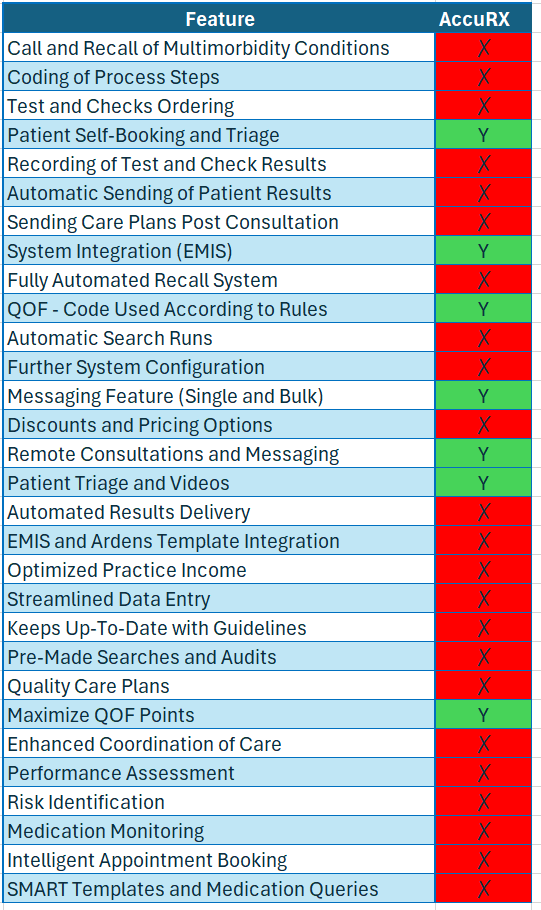 Feature AccuRX
Call and Recall of Multimorbidity Conditions X
Coding of Process Steps X
Test and Checks Ordering X
Patient Self-Booking and Triage Y
Recording of Test and Check Results X
Automatic Sending of Patient Results X
Sending Care Plans Post Consultation X
System Integration (EMIS) Y
Fully Automated Recall System X
QOF - Code Used According to Rules Y
Automatic Search Runs X
Further System Configuration X
Messaging Feature (Single and Bulk) Y
Discounts and Pricing Options X
Remote Consultations and Messaging Y
Patient Triage and Videos Y
Automated Results Delivery X
EMIS and Ardens Template Integration X
Optimized Practice Income X
Streamlined Data Entry X
Keeps Up-To-Date with Guidelines X
Pre-Made Searches and Audits X
Quality Care Plans X
Maximize QOF Points Y
Enhanced Coordination of Care X
Performance Assessment X
Risk Identification X
Medication Monitoring X
Intelligent Appointment Booking X
SMART Templates and Medication Queries X